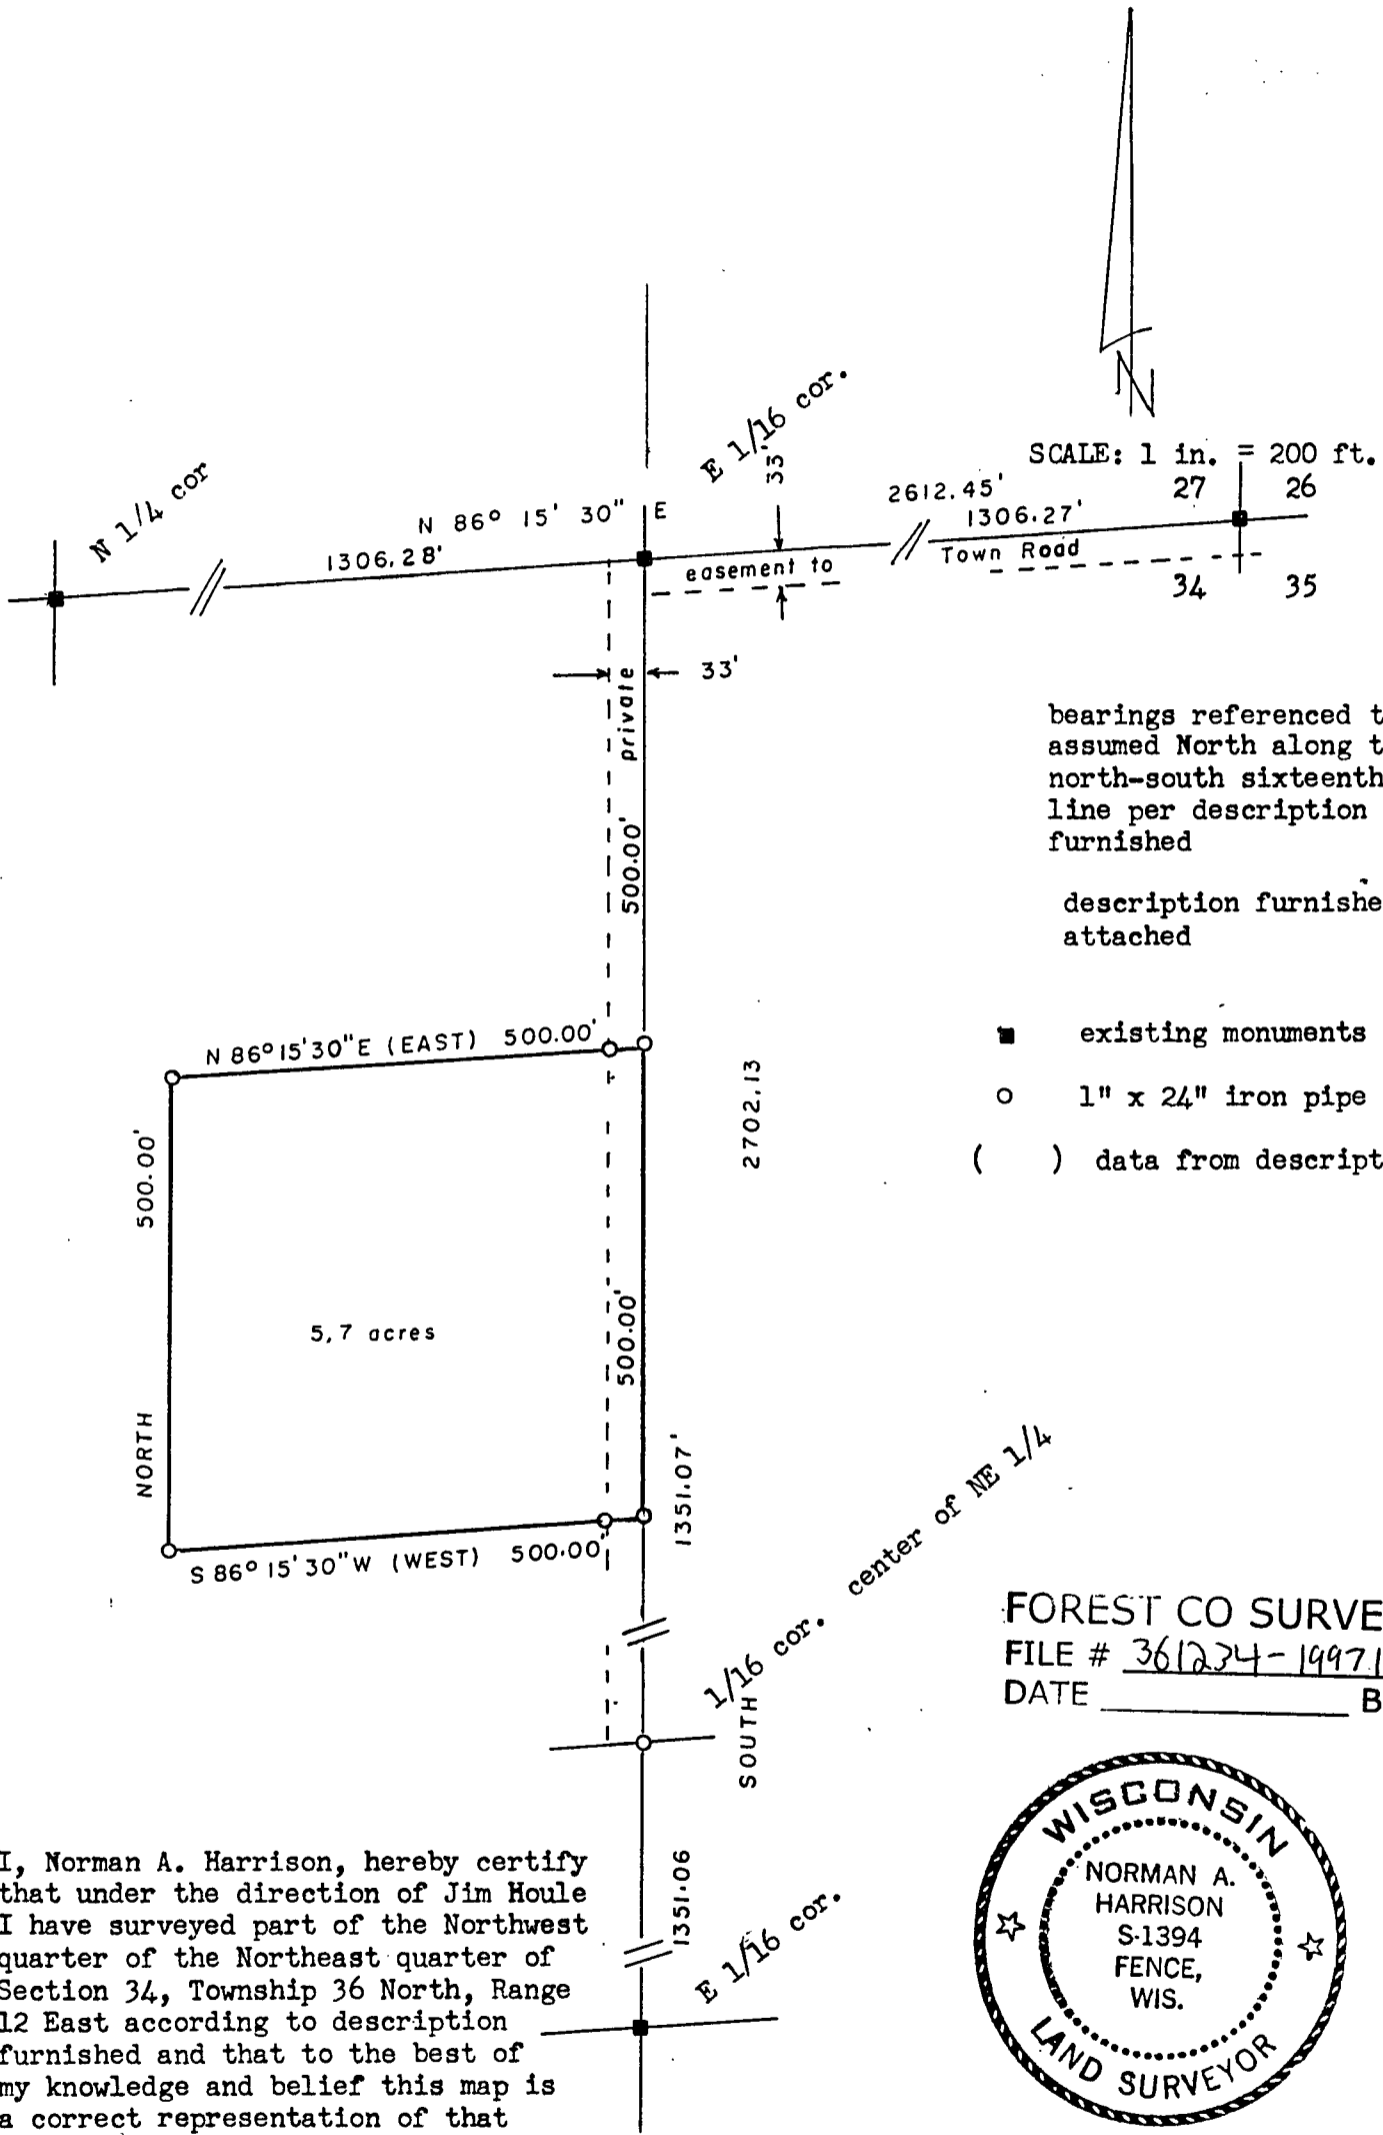 N
SCALE: 1 in. = 200 ft.
N 1/4 cor
E 1/16 cor.
33'
N 86° 15' 30" E
2612.45'
27 26
1306.28'
1306.27'
easement to
Town Road
34 35
33'
private
500.00'
bearings referenced t
assumed North along t
north-south sixteenth
line per description
furnished
description furnishe
attached
N 86° 15' 30" E (EAST) 500.00'
existing monuments
1" x 24" iron pipe
( ) data from descript
500.00'
NORTH
2702.13
5.7 acres
500.00'
1351.07'
S 86° 15' 30" W (WEST) 500.00'
1/16 cor. center of NE 1/4
SOUTH
FOREST CO SURVE
FILE # 361234-1997.1
DATE B
1351.06
E 1/16 cor.
I, Norman A. Harrison, hereby certify
that under the direction of Jim Houle
I have surveyed part of the Northwest
quarter of the Northeast quarter of
Section 34, Township 36 North, Range
12 East according to description
furnished and that to the best of
my knowledge and belief this map is
a correct representation of that
WISCONSIN
NORMAN A.
HARRISON
S-1394
FENCE,
WIS.
LAND SURVEYOR